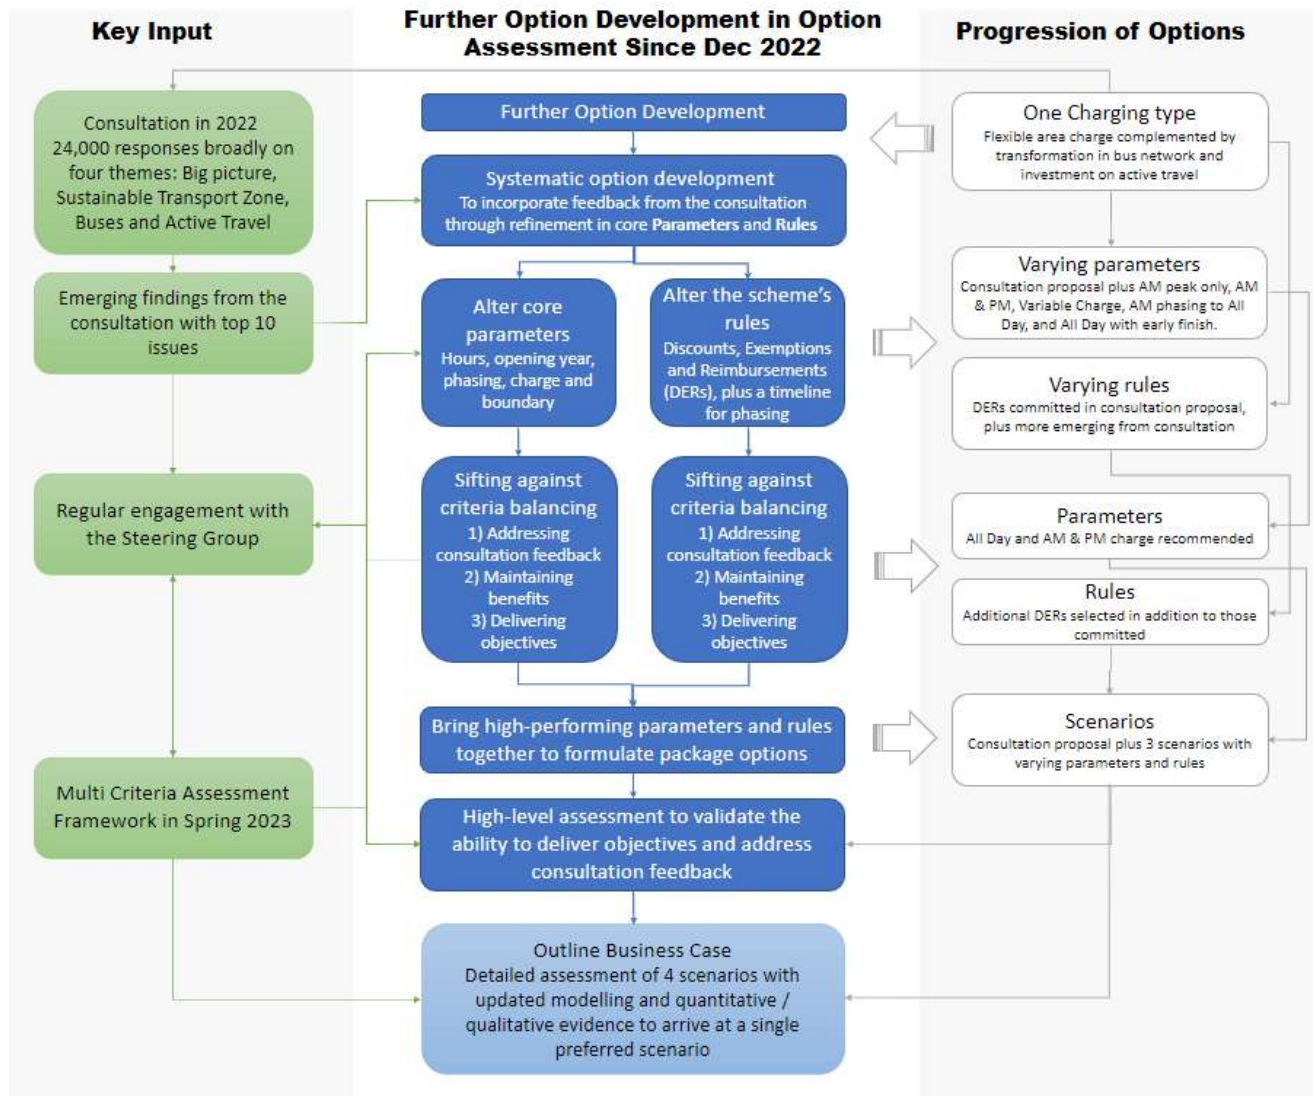 Key Input
Further Option Development in Option
Assessment Since Dec 2022
Progression of Options
Consultation in 2022
24,000 responses broadly on
four themes: Big picture,
Sustainable Transport Zone,
Buses and Active Travel
Emerging findings from the
consultation with top 10
issues
Regular engagement with
the Steering Group
Multi Criteria Assessment
Framework in Spring 2023
Further Option Development
Systematic option development
To incorporate feedback from the consultation
through refinement in core Parameters and Rules
Alter core
parameters
Hours, opening year,
phasing, charge and
boundary
Alter the scheme's
rules
Discounts, Exemptions
and Reimbursements
(DERs), plus a timeline
for phasing
Sifting against
criteria balancing
1) Addressing
consultation feedback
2) Maintaining
benefits
3) Delivering
objectives
Sifting against
criteria balancing
1) Addressing
consultation feedback
2) Maintaining
benefits
3) Delivering
objectives
Bring high-performing parameters and rules
together to formulate package options
High-level assessment to validate the
ability to deliver objectives and address
consultation feedback
Outline Business Case
Detailed assessment of 4 scenarios with
updated modelling and quantitative /
qualitative evidence to arrive at a single
preferred scenario
One Charging type
Flexible area charge complemented by
transformation in bus network and
investment on active travel
Varying parameters
Consultation proposal plus AM peak only, AM
& PM, Variable Charge, AM phasing to All
Day, and All Day with early finish.
Varying rules
DERs committed in consultation proposal,
plus more emerging from consultation
Parameters
All Day and AM & PM charge recommended
Rules
Additional DERs selected in addition to those
committed
Scenarios
Consultation proposal plus 3 scenarios with
varying parameters and rules